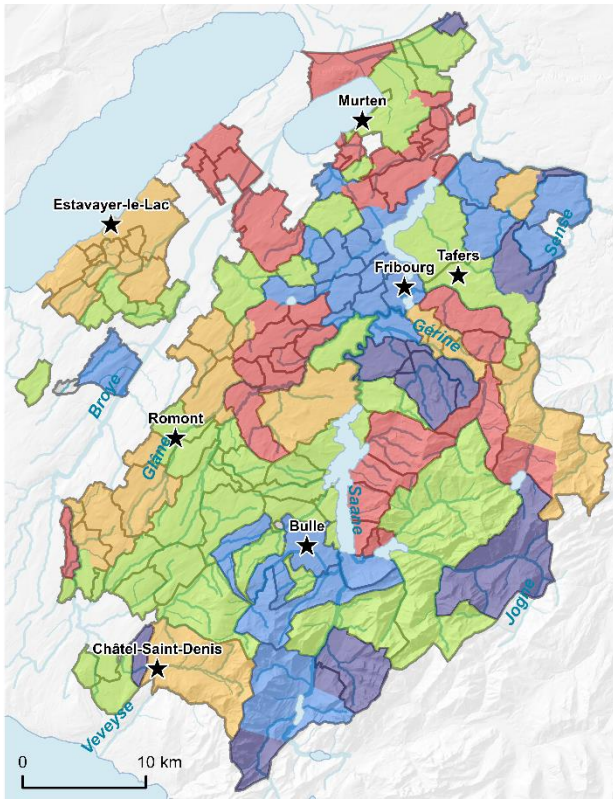 Murten
Estavayer-le-Lac
Sense
Tafers
Fribourg
Gérine
Broye
Romont
Glâne
Saane
Bulle
Jogne
Châtel-Saint-Denis
Veveyse
0 10 km